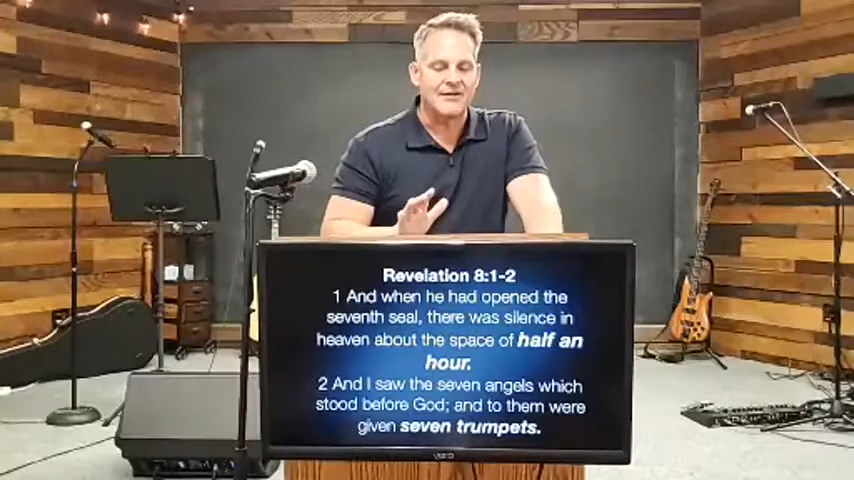 Revelation 8:1-2
1 And when he had opened the
seventh seal, there was silence in
heaven about the space of half an
hour.
2 And I saw the seven angels which
stood before God; and to them were
given seven trumpets.
VIZIO